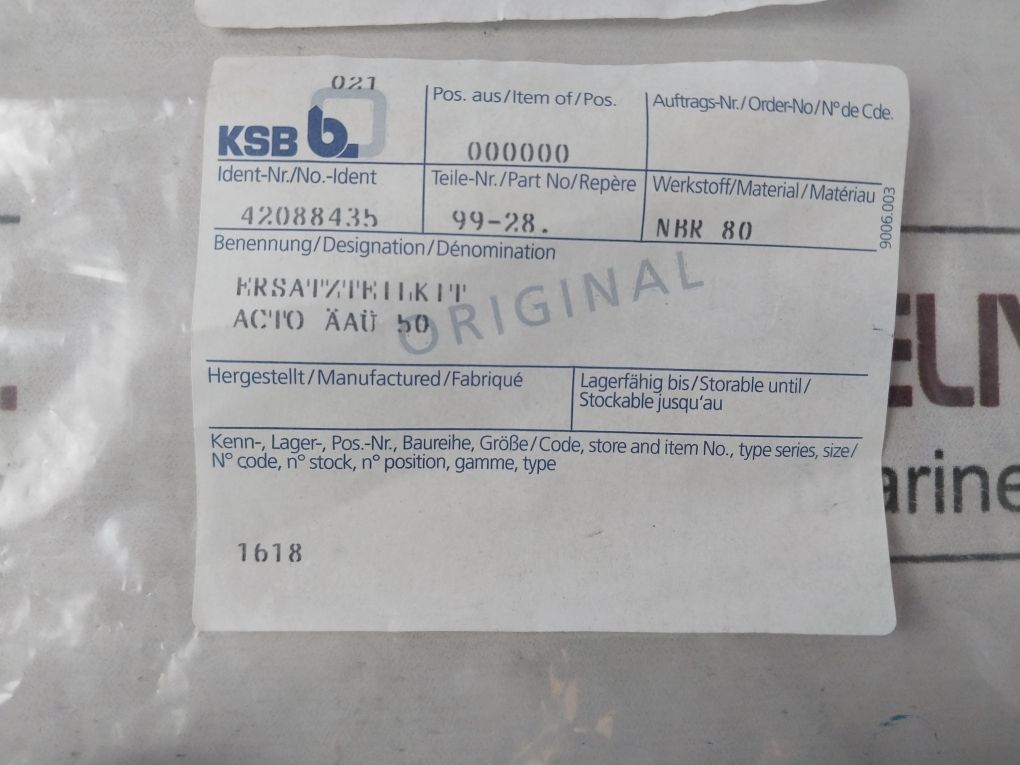 021
KSB b.
Pos. aus/Item of/Pos.
000000
Auftrags-Nr./Order-No/N° de Cde.
Ident-Nr./No.-Ident
42088435
Teile-Nr./Part No/Repère
99-28.
Werkstoff/Material/Matériau
NBR 80
9006.003
Benennung/Designation/Dénomination
ERSATZTEILKIT
ACTO ÄAÜ 50
ORIGINAL
Hergestellt/Manufactured/Fabriqué
Lagerfähig bis/Storable until/
Stockable jusqu'au
Kenn-, Lager-, Pos.-Nr., Baureihe, Größe/Code, store and item No., type series, size/
N° code, n° stock, n° position, gamme, type
1618
ELIV
arine